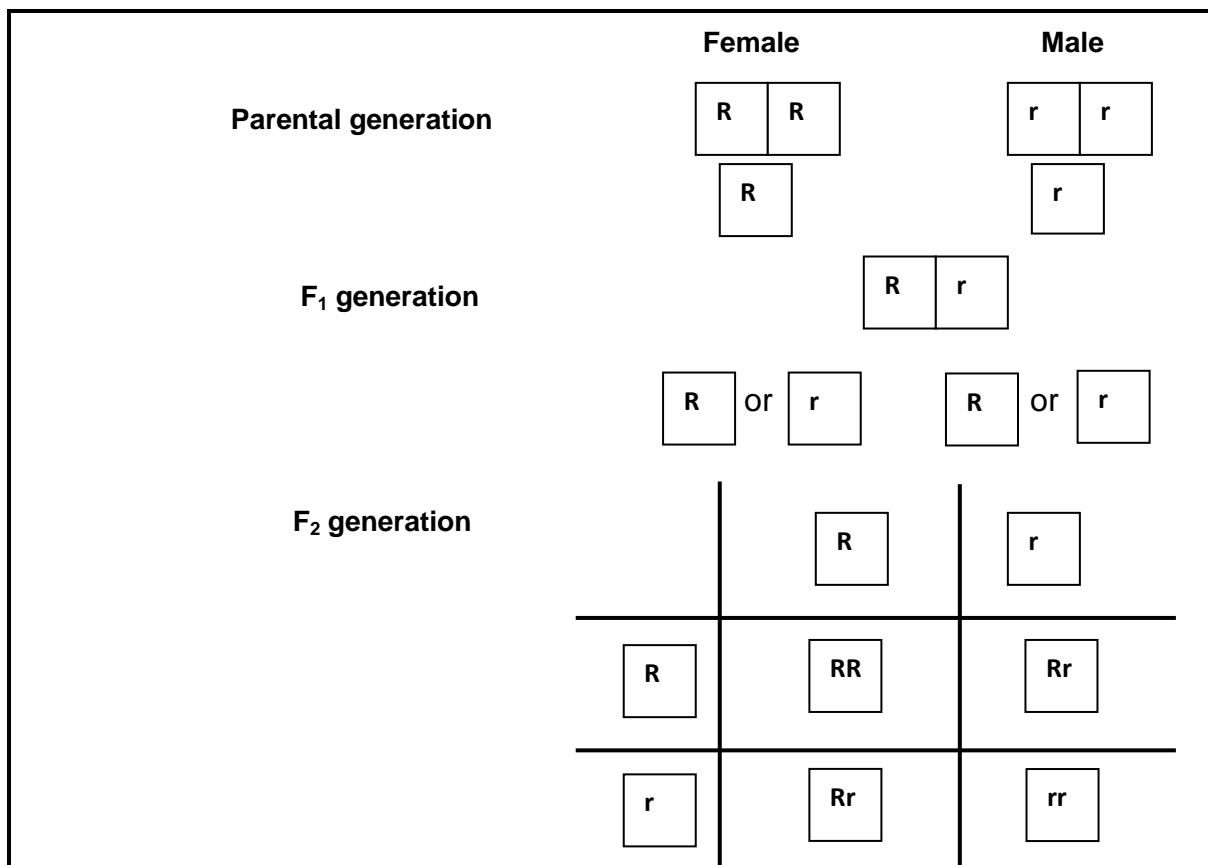 Female Male
Parental generation R R r r
R r
F₁ generation R r
R or r R or r
F₂ generation R r
R RR Rr
r Rr rr